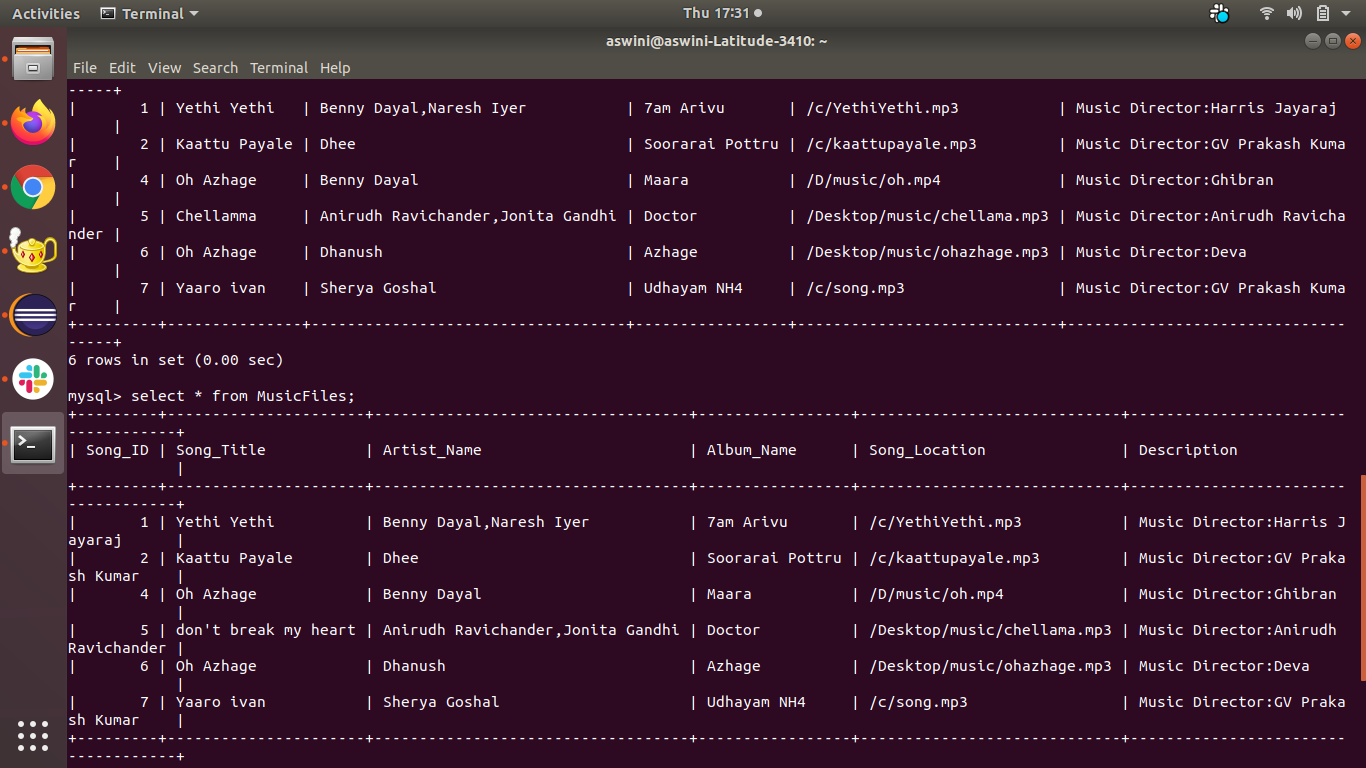 Activities Terminal Thu 17:31
aswini@aswini-Latitude-3410: ~
File Edit View Search Terminal Help
-----+
|       1 | Yethi Yethi   | Benny Dayal,Naresh Iyer           | 7am Arivu       | /c/YethiYethi.mp3           | Music Director:Harris Jayaraj
     |
|       2 | Kaattu Payale | Dhee                              | Soorarai Pottru | /c/kaattupayale.mp3         | Music Director:GV Prakash Kuma
r    |
|       4 | Oh Azhage     | Benny Dayal                       | Maara           | /D/music/oh.mp4             | Music Director:Ghibran
     |
|       5 | Chellamma     | Anirudh Ravichander,Jonita Gandhi | Doctor          | /Desktop/music/chellama.mp3 | Music Director:Anirudh Ravicha
nder |
|       6 | Oh Azhage     | Dhanush                           | Azhage          | /Desktop/music/ohazhage.mp3 | Music Director:Deva
     |
|       7 | Yaaro ivan    | Sherya Goshal                     | Udhayam NH4     | /c/song.mp3                 | Music Director:GV Prakash Kuma
r    |
+---------+---------------+-----------------------------------+-----------------+-----------------------------+-------------------------------
-----+
6 rows in set (0.00 sec)
mysql> select * from MusicFiles;
+---------+----------------------+-----------------------------------+-----------------+-----------------------------+------------------------
------------+
| Song_ID | Song_Title           | Artist_Name                       | Album_Name      | Song_Location               | Description
            |
+---------+----------------------+-----------------------------------+-----------------+-----------------------------+------------------------
------------+
|       1 | Yethi Yethi          | Benny Dayal,Naresh Iyer           | 7am Arivu       | /c/YethiYethi.mp3           | Music Director:Harris J
ayaraj      |
|       2 | Kaattu Payale        | Dhee                              | Soorarai Pottru | /c/kaattupayale.mp3         | Music Director:GV Praka
sh Kumar    |
|       4 | Oh Azhage            | Benny Dayal                       | Maara           | /D/music/oh.mp4             | Music Director:Ghibran
            |
|       5 | don't break my heart | Anirudh Ravichander,Jonita Gandhi | Doctor          | /Desktop/music/chellama.mp3 | Music Director:Anirudh
Ravichander |
|       6 | Oh Azhage            | Dhanush                           | Azhage          | /Desktop/music/ohazhage.mp3 | Music Director:Deva
            |
|       7 | Yaaro ivan           | Sherya Goshal                     | Udhayam NH4     | /c/song.mp3                 | Music Director:GV Praka
sh Kumar    |
+---------+----------------------+-----------------------------------+-----------------+-----------------------------+------------------------
------------+